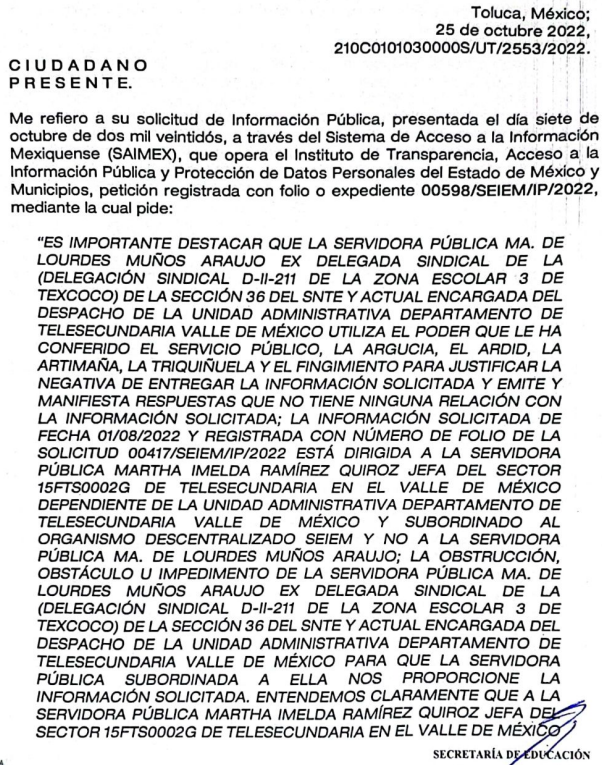 Toluca, México;
25 de octubre 2022,
210C0101030000S/UT/2553/2022.
CIUDADANO
PRESENTE.
Me refiero a su solicitud de Información Pública, presentada el día siete de
octubre de dos mil veintidós, a través del Sistema de Acceso a la Información
Mexiquense (SAIMEX), que opera el Instituto de Transparencia, Acceso a la
Información Pública y Protección de Datos Personales del Estado de México y
Municipios, petición registrada con folio o expediente 00598/SEIEM/IP/2022,
mediante la cual pide:
"ES IMPORTANTE DESTACAR QUE LA SERVIDORA PÚBLICA MA. DE
LOURDES MUÑOS ARAUJO EX DELEGADA SINDICAL DE LA
(DELEGACIÓN SINDICAL D-II-211 DE LA ZONA ESCOLAR 3 DE
TEXCOCO) DE LA SECCIÓN 36 DEL SNTE Y ACTUAL ENCARGADA DEL
DESPACHO DE LA UNIDAD ADMINISTRATIVA DEPARTAMENTO DE
TELESECUNDARIA VALLE DE MÉXICO UTILIZA EL PODER QUE LE HA
CONFERIDO EL SERVICIO PÚBLICO, LA ARGUCIA, EL ARDID, LA
ARTIMAÑA, LA TRIQUIÑUELA Y EL FINGIMIENTO PARA JUSTIFICAR LA
NEGATIVA DE ENTREGAR LA INFORMACIÓN SOLICITADA Y EMITE Y
MANIFIESTA RESPUESTAS QUE NO TIENE NINGUNA RELACIÓN CON
LA INFORMACIÓN SOLICITADA; LA INFORMACIÓN SOLICITADA DE
FECHA 01/08/2022 Y REGISTRADA CON NÚMERO DE FOLIO DE LA
SOLICITUD 00417/SEIEM/IP/2022 ESTÁ DIRIGIDA A LA SERVIDORA
PÚBLICA MARTHA IMELDA RAMÍREZ QUIROZ JEFA DEL SECTOR
15FTS0002G DE TELESECUNDARIA EN EL VALLE DE MÉXICO
DEPENDIENTE DE LA UNIDAD ADMINISTRATIVA DEPARTAMENTO DE
TELESECUNDARIA VALLE DE MÉXICO Y SUBORDINADO AL
ORGANISMO DESCENTRALIZADO SEIEM Y NO A LA SERVIDORA
PÚBLICA MA. DE LOURDES MUÑOS ARAUJO; LA OBSTRUCCIÓN,
OBSTÁCULO U IMPEDIMENTO DE LA SERVIDORA PÚBLICA MA. DE
LOURDES MUÑOS ARAUJO EX DELEGADA SINDICAL DE LA
(DELEGACIÓN SINDICAL D-II-211 DE LA ZONA ESCOLAR 3 DE
TEXCOCO) DE LA SECCIÓN 36 DEL SNTE Y ACTUAL ENCARGADA DEL
DESPACHO DE LA UNIDAD ADMINISTRATIVA DEPARTAMENTO DE
TELESECUNDARIA VALLE DE MÉXICO PARA QUE LA SERVIDORA
PÚBLICA SUBORDINADA A ELLA NOS PROPORCIONE LA
INFORMACIÓN SOLICITADA. ENTENDEMOS CLARAMENTE QUE A LA
SERVIDORA PÚBLICA MARTHA IMELDA RAMÍREZ QUIROZ JEFA DEL
SECTOR 15FTS0002G DE TELESECUNDARIA EN EL VALLE DE MÉXICO
SECRETARÍA DE EDUCACIÓN